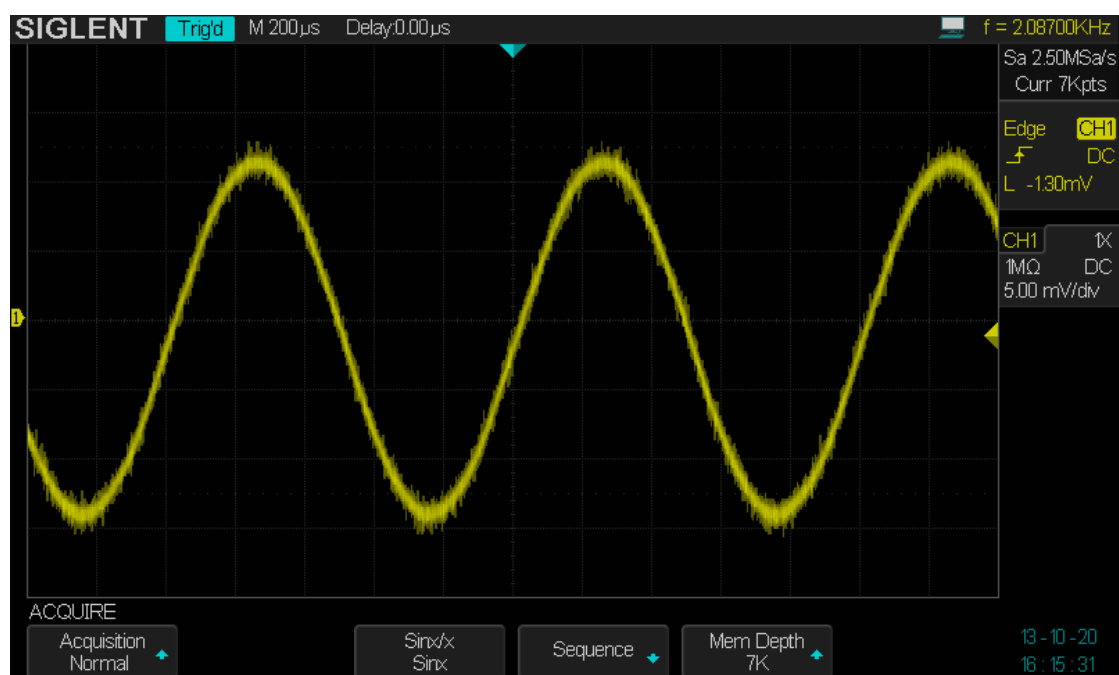 SIGLENT Trig'd M 200µs Delay:0.00µs f = 2.08700KHz
Sa 2.50MSa/s
Curr 7Kpts
Edge CH1
DC
L -1.30mV
CH1 1X
1MΩ DC
5.00 mV/div
1
ACQUIRE
Acquisition
Normal
Sinx/x
Sinx
Sequence
Mem Depth
7K
13-10-20
16:15:31